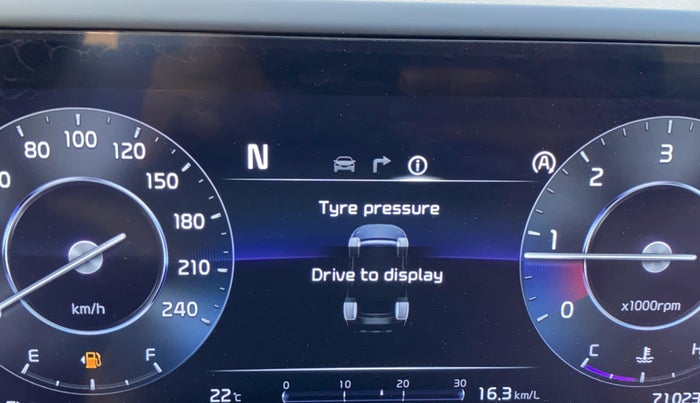 80 100 120
150
180
210
240
km/h
E F
N
Tyre pressure
Drive to display
22°c
0 10 20 30
16.3 km/L
A
3
2
1
0
x1000rpm
C H
71023